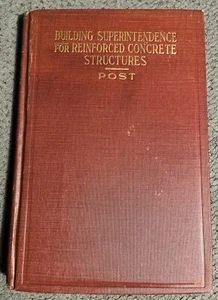 BUILDING SUPERINTENDENCE
FOR REINFORCED CONCRETE
STRUCTURES
POST